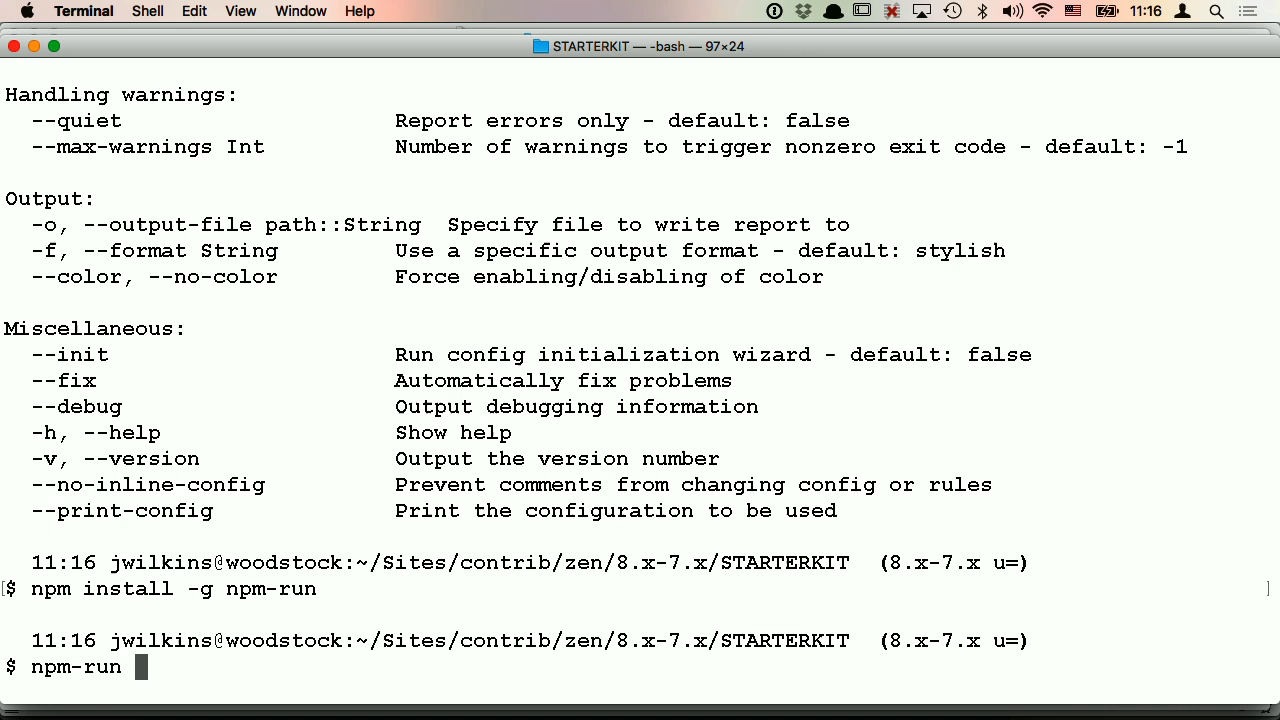 Terminal Shell Edit View Window Help 11:16
STARTERKIT — -bash — 97×24
Handling warnings:
--quiet Report errors only - default: false
--max-warnings Int Number of warnings to trigger nonzero exit code - default: -1
Output:
-o, --output-file path::String Specify file to write report to
-f, --format String Use a specific output format - default: stylish
--color, --no-color Force enabling/disabling of color
Miscellaneous:
--init Run config initialization wizard - default: false
--fix Automatically fix problems
--debug Output debugging information
-h, --help Show help
-v, --version Output the version number
--no-inline-config Prevent comments from changing config or rules
--print-config Print the configuration to be used
11:16 jwilkins@woodstock:~/Sites/contrib/zen/8.x-7.x/STARTERKIT (8.x-7.x u=)
[$ npm install -g npm-run ]
11:16 jwilkins@woodstock:~/Sites/contrib/zen/8.x-7.x/STARTERKIT (8.x-7.x u=)
$ npm-run